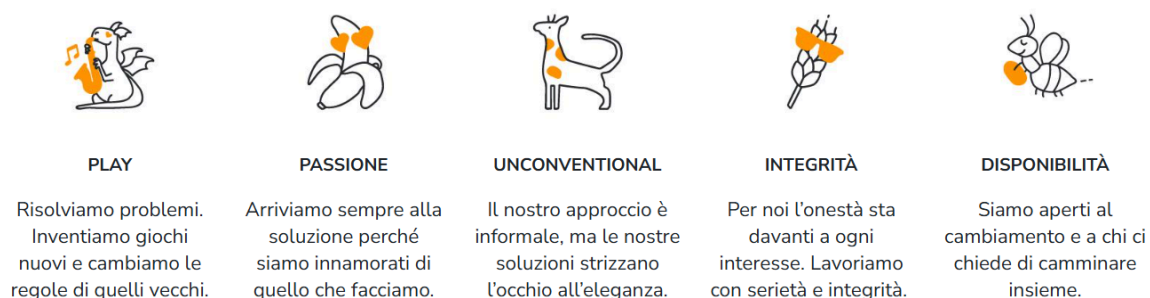 PLAY
Risolviamo problemi.
Inventiamo giochi
nuovi e cambiamo le
regole di quelli vecchi.
PASSIONE
Arriviamo sempre alla
soluzione perché
siamo innamorati di
quello che facciamo.
UNCONVENTIONAL
Il nostro approccio è
informale, ma le nostre
soluzioni strizzano
l'occhio all'eleganza.
INTEGRITÀ
Per noi l'onestà sta
davanti a ogni
interesse. Lavoriamo
con serietà e integrità.
DISPONIBILITÀ
Siamo aperti al
cambiamento e a chi ci
chiede di camminare
insieme.